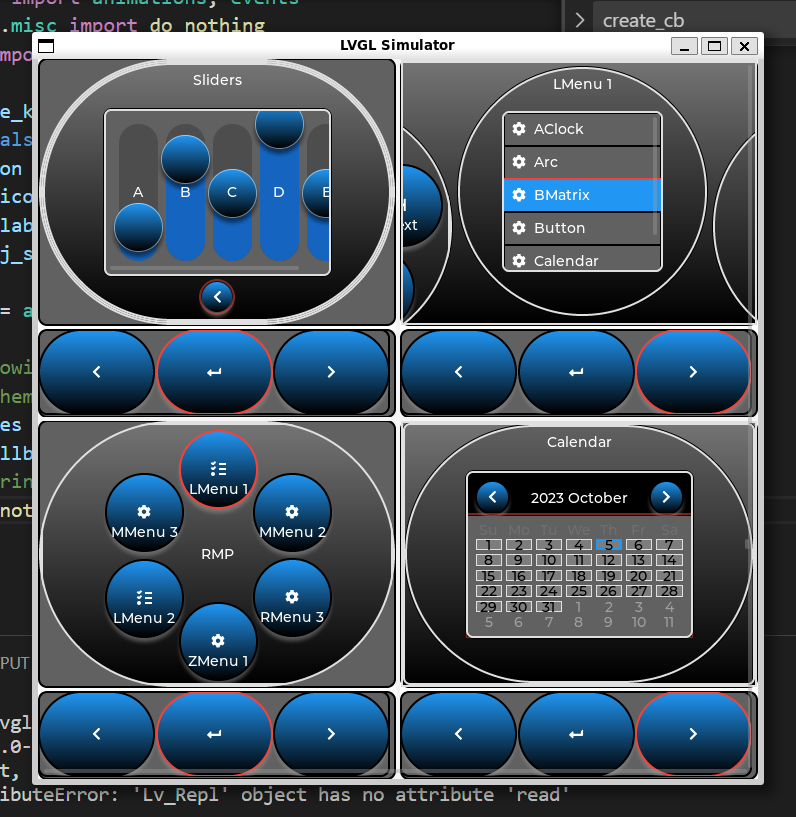 import animations, events
create_cb
.misc import do_nothing
LVGL Simulator
Sliders
A B C D E
LMenu 1
AClock
Arc
BMatrix
Button
Calendar
ext
LMenu 1
MMenu 3
MMenu 2
RMP
LMenu 2
RMenu 3
ZMenu 1
Calendar
2023 October
Su Mo Tu We Th Fr Sa
1 2 3 4 5 6 7
8 9 10 11 12 13 14
15 16 17 18 19 20 21
22 23 24 25 26 27 28
29 30 31 1 2 3 4
5 6 7 8 9 10 11
mpo
e_k
als
on
ico
lab
j_s
= a
owi
hem
es
llb
rin
not
PUT
vgl
.0-
t,
ibuteError: 'Lv_Repl' object has no attribute 'read'